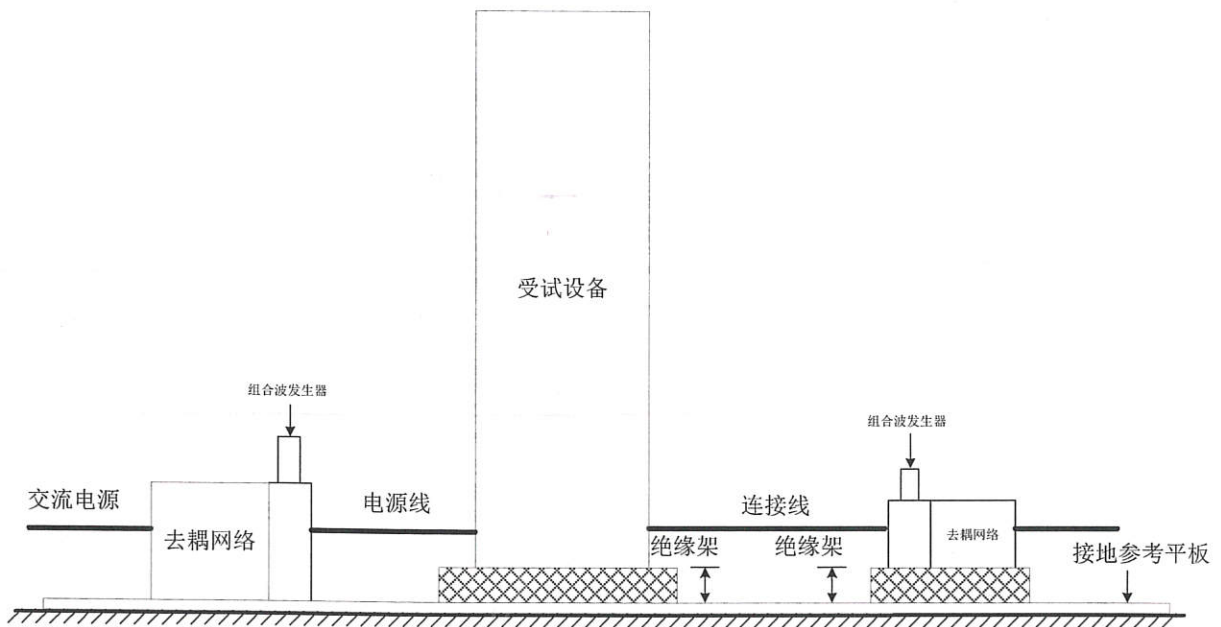 受试设备
组合波发生器
组合波发生器
交流电源
电源线
连接线
去耦网络
绝缘架
绝缘架
去耦网络
接地参考平板